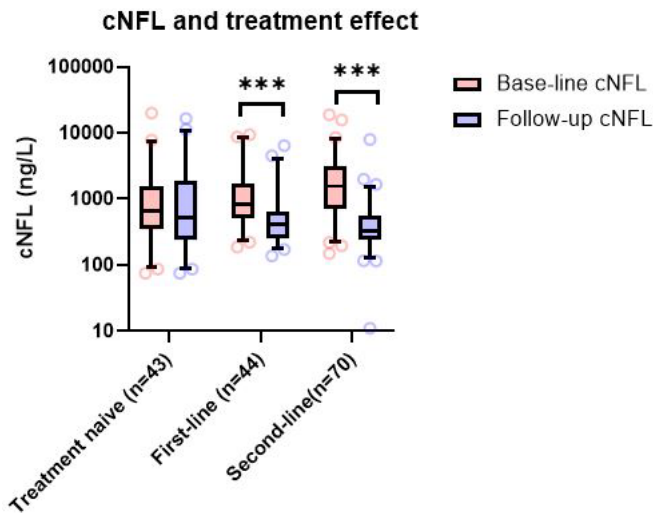 cNFL and treatment effect
100000
10000
1000
100
10
cNFL (ng/L)
***
***
Base-line cNFL
Follow-up cNFL
Treatment naive (n=43)
First-line (n=44)
Second-line(n=70)